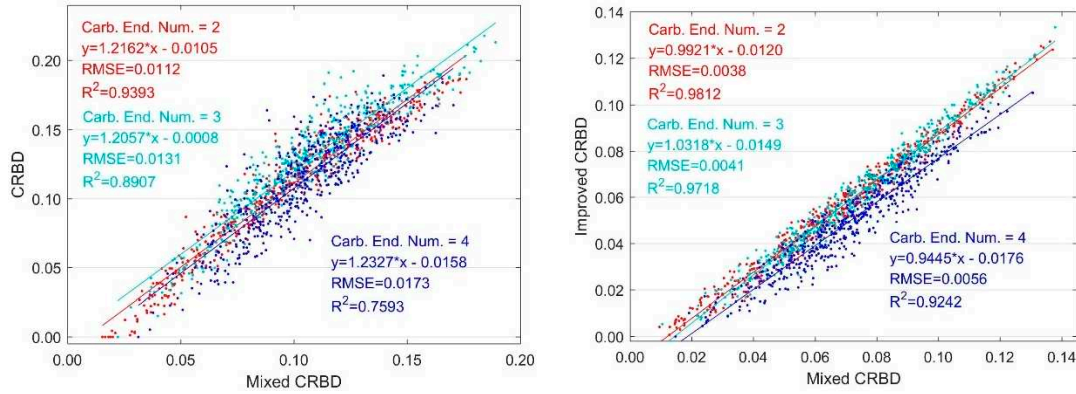 Carb. End. Num. = 2
y=1.2162*x - 0.0105
RMSE=0.0112
R²=0.9393
Carb. End. Num. = 3
y=1.2057*x - 0.0008
RMSE=0.0131
R²=0.8907
Carb. End. Num. = 4
y=1.2327*x - 0.0158
RMSE=0.0173
R²=0.7593
CRBD
0.20
0.15
0.10
0.05
0.00
0.00 0.05 0.10 0.15 0.20
Mixed CRBD
Carb. End. Num. = 2
y=0.9921*x - 0.0120
RMSE=0.0038
R²=0.9812
Carb. End. Num. = 3
y=1.0318*x - 0.0149
RMSE=0.0041
R²=0.9718
Carb. End. Num. = 4
y=0.9445*x - 0.0176
RMSE=0.0056
R²=0.9242
Improved CRBD
0.14
0.12
0.10
0.08
0.06
0.04
0.02
0.00
0.00 0.02 0.04 0.06 0.08 0.10 0.12 0.14
Mixed CRBD